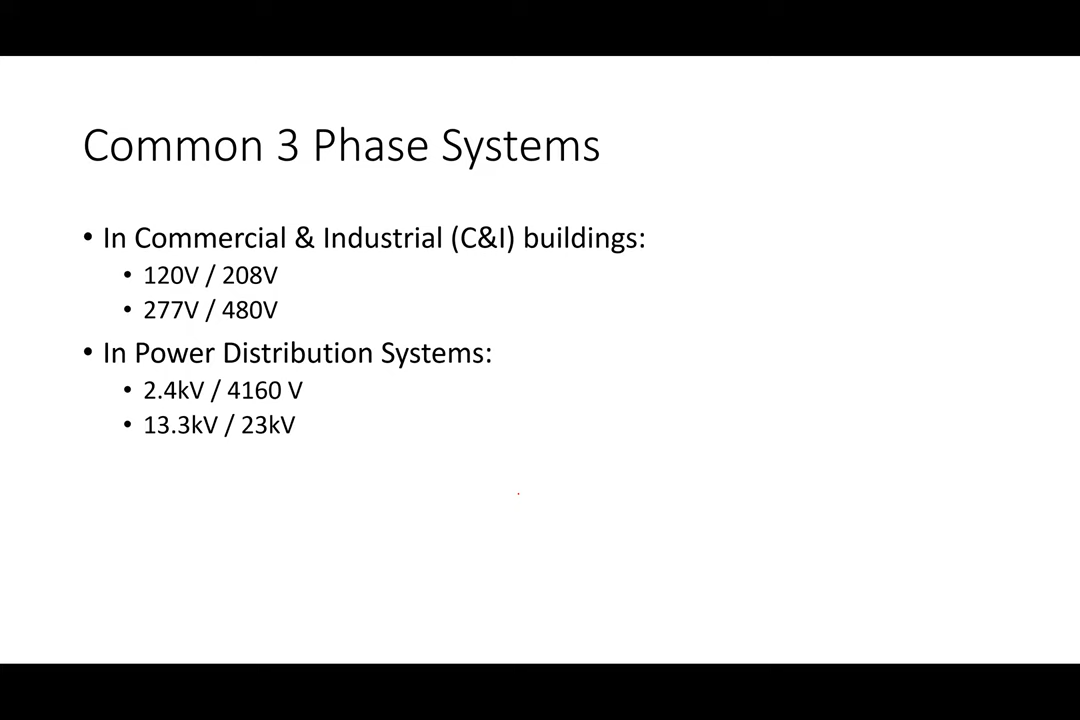 Common 3 Phase Systems
• In Commercial & Industrial (C&I) buildings:
• 120V / 208V
• 277V / 480V
• In Power Distribution Systems:
• 2.4kV / 4160 V
• 13.3kV / 23kV